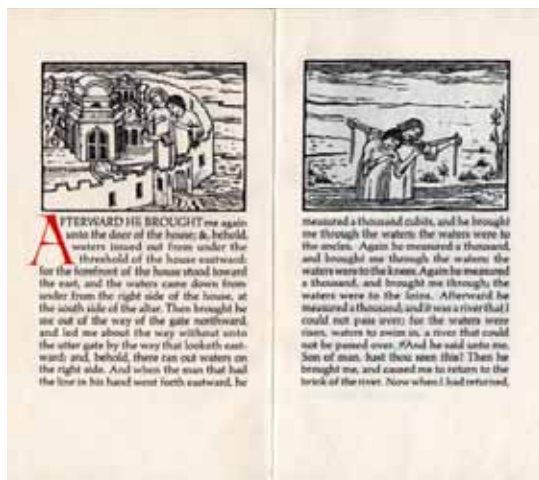 AFTERWARD HE BROUGHT me again
unto the door of the house; &, behold,
waters issued out from under the
threshold of the house eastward:
for the forefront of the house stood toward
the east, and the waters came down from
under from the right side of the house, at
the south side of the altar. Then brought he
me out of the way of the gate northward,
and led me about the way without unto
the utter gate by the way that looketh east-
ward; and, behold, there ran out waters on
the right side. And when the man that had
the line in his hand went forth eastward, he
measured a thousand cubits, and he brought
me through the waters: the waters were to
the ancles. Again he measured a thousand,
and brought me through the waters: the
waters were to the knees. Again he measured
a thousand, and brought me through; the
waters were to the loins. Afterward he
measured a thousand; and it was a river that I
could not pass over: for the waters were
risen, waters to swim in, a river that could
not be passed over. And he said unto me,
Son of man, hast thou seen this? Then he
brought me, and caused me to return to the
brink of the river. Now when I had returned,